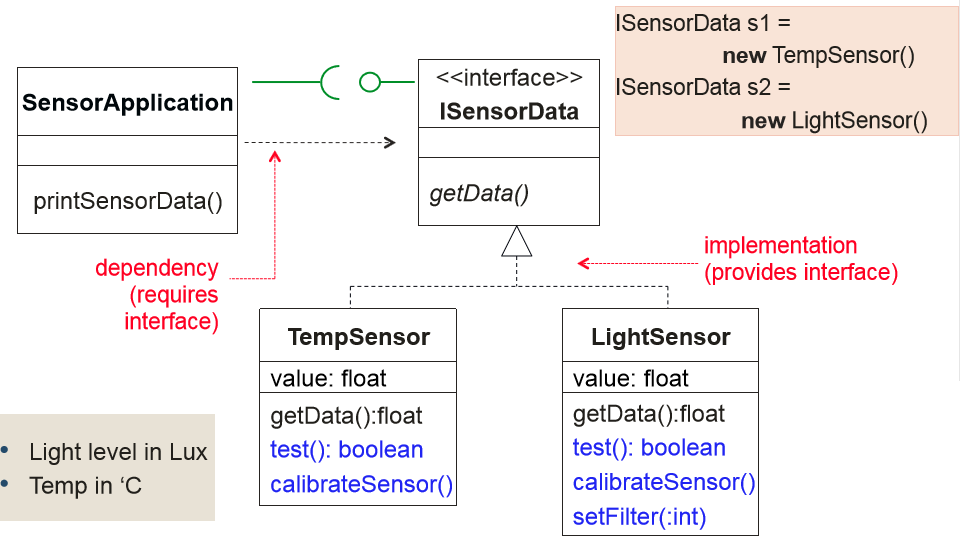 ISensorData s1 =
new TempSensor()
ISensorData s2 =
new LightSensor()
SensorApplication
printSensorData()
<<interface>>
ISensorData
getData()
dependency
(requires
interface)
implementation
(provides interface)
TempSensor
value: float
getData():float
test(): boolean
calibrateSensor()
LightSensor
value: float
getData():float
test(): boolean
calibrateSensor()
setFilter(:int)
• Light level in Lux
• Temp in ‘C